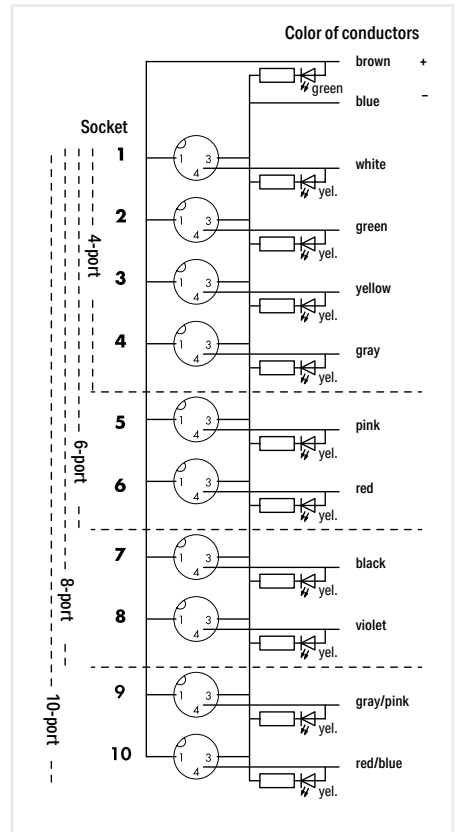 Color of conductors
brown +
green
blue –
Socket
1 1 3 4 white
yel.
2 1 3 4 green
yel.
3 1 3 4 yellow
yel.
4 1 3 4 gray
yel.
4-port
5 1 3 4 pink
yel.
6 1 3 4 red
yel.
6-port
7 1 3 4 black
yel.
8 1 3 4 violet
yel.
8-port
9 1 3 4 gray/pink
yel.
10 1 3 4 red/blue
yel.
10-port